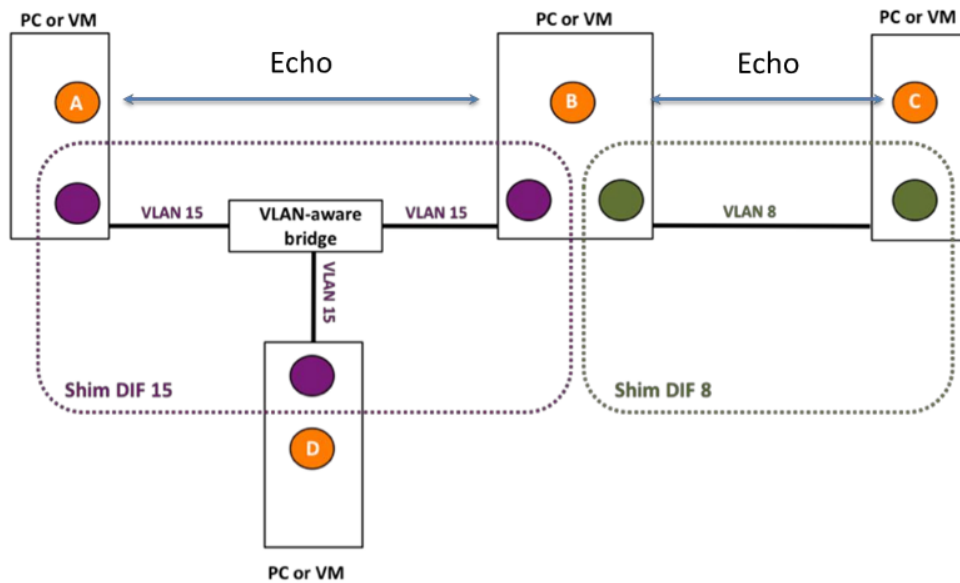 PC or VM
PC or VM
PC or VM
Echo
Echo
A
B
C
VLAN 15
VLAN-aware
bridge
VLAN 15
VLAN 8
VLAN 15
Shim DIF 15
Shim DIF 8
D
PC or VM